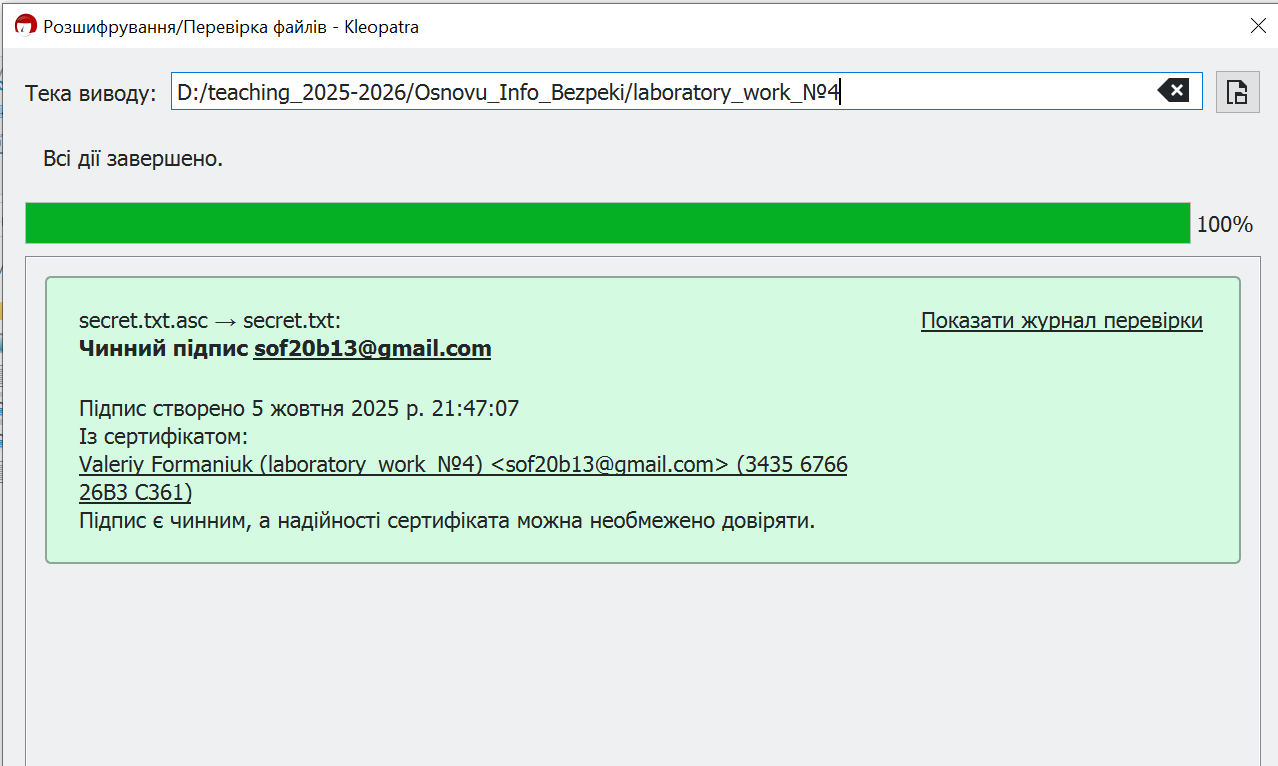 Розшифрування/Перевірка файлів - Kleopatra
Тека виводу: D:/teaching_2025-2026/Osnovu_Info_Bezpeki/laboratory_work_№4
Всі дії завершено.
100%
secret.txt.asc → secret.txt: Показати журнал перевірки
Чинний підпис sof20b13@gmail.com
Підпис створено 5 жовтня 2025 р. 21:47:07
Із сертифікатом:
Valeriy Formaniuk (laboratory_work_№4) <sof20b13@gmail.com> (3435 6766
26B3 C361)
Підпис є чинним, а надійності сертифіката можна необмежено довіряти.